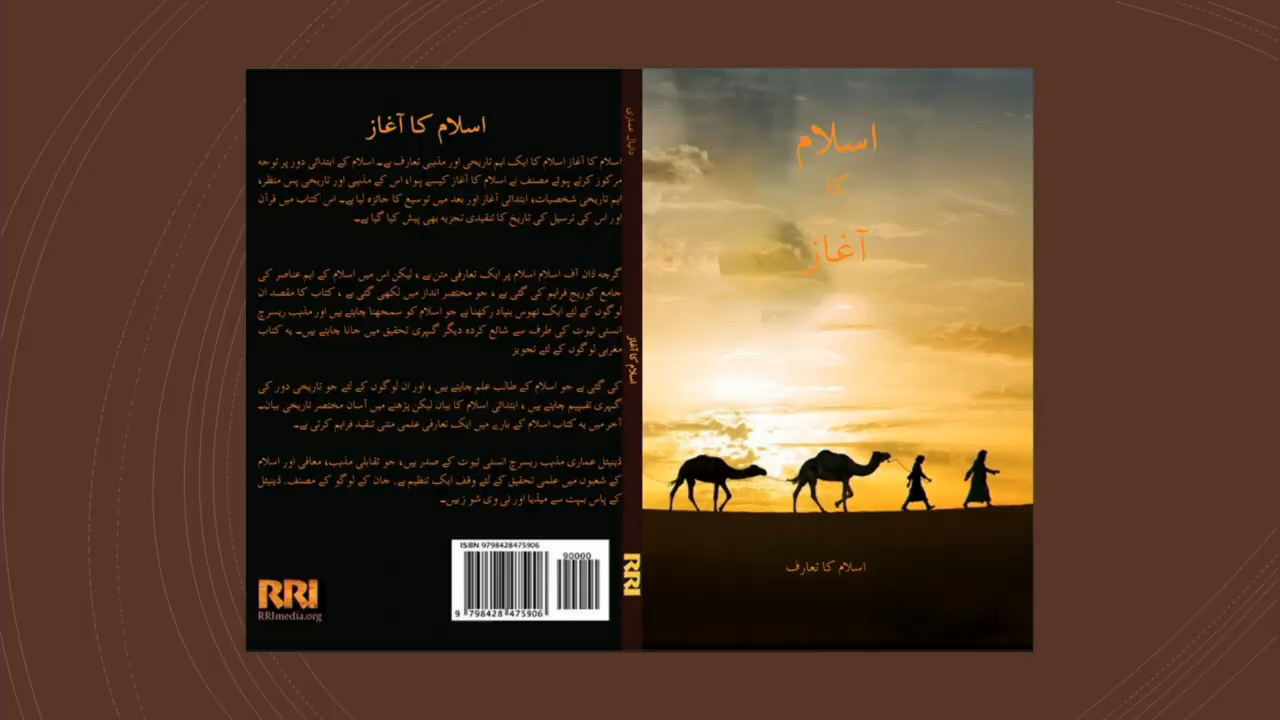 اسلام کا آغاز
اسلام کا آغاز اسلام کا ایک اہم تاریخی اور مذہبی تعارف ہے۔ اسلام کے ابتدائی دور پر توجہ
مرکوز کرتے ہوئے مصنف نے اسلام کا آغاز کیسے ہوا، اس کے مذہبی اور تاریخی پس منظر،
اہم تاریخی شخصیات، ابتدائی آغاز اور بعد میں توسیع کا جائزہ لیا ہے۔ اس کتاب میں قرآن
اور اس کی ترسیل کی تاریخ کا تنقیدی تجزیہ بھی پیش کیا گیا ہے۔
گرچہ ڈان آف اسلام اسلام پر ایک تعارفی متن ہے ، لیکن اس میں اسلام کے اہم عناصر کی
جامع کوریج فراہم کی گئی ہے ، جو مختصر انداز میں لکھی گئی ہے ، کتاب کا مقصد ان
لوگوں کے لئے ایک ٹھوس بنیاد رکھنا ہے جو اسلام کو سمجھنا چاہتے ہیں اور مذہب ریسرچ
انسٹی ٹیوٹ کی طرف سے شائع کردہ دیگر گہری تحقیق میں جانا چاہتے ہیں۔ یہ کتاب
مغربی لوگوں کے لئے تجویز
کی گئی ہے جو اسلام کے طالب علم چاہتے ہیں ، اور ان لوگوں کے لئے جو تاریخی دور کی
گہری تفہیم چاہتے ہیں ، ابتدائی اسلام کا بیان لیکن پڑھنے میں آسان مختصر تاریخی بیان۔
آخر میں یہ کتاب اسلام کے بارے میں ایک تعارفی علمی متنی تنقید فراہم کرتی ہے۔
ڈینیئل عماری مذہب ریسرچ انسٹی ٹیوٹ کے صدر ہیں، جو تقابلی مذہب، معافی اور اسلام
کے شعبوں میں علمی تحقیق کے لئے وقف ایک تنظیم ہے۔ جان کے لوگو کے مصنف۔ ڈینیئل
کے پاس بہت سے میڈیا اور ٹی وی شو زہیں۔
ISBN 9798428475906
90000
9 798428 475906
RRI
RRImedia.org
دانیال عماری
اسلام کا آغاز
RRI
اسلام
کا
آغاز
اسلام کا تعارف